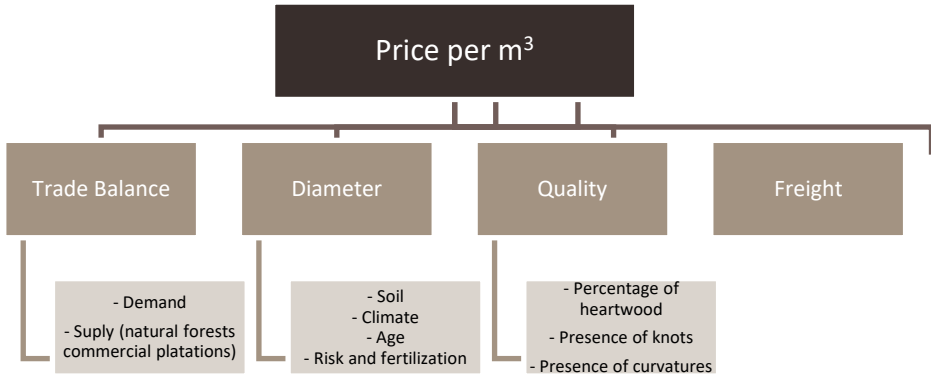 Price per m³
Trade Balance
Diameter
Quality
Freight
- Demand
- Suply (natural forests
commercial platations)
- Soil
- Climate
- Age
- Risk and fertilization
- Percentage of
heartwood
- Presence of knots
- Presence of curvatures